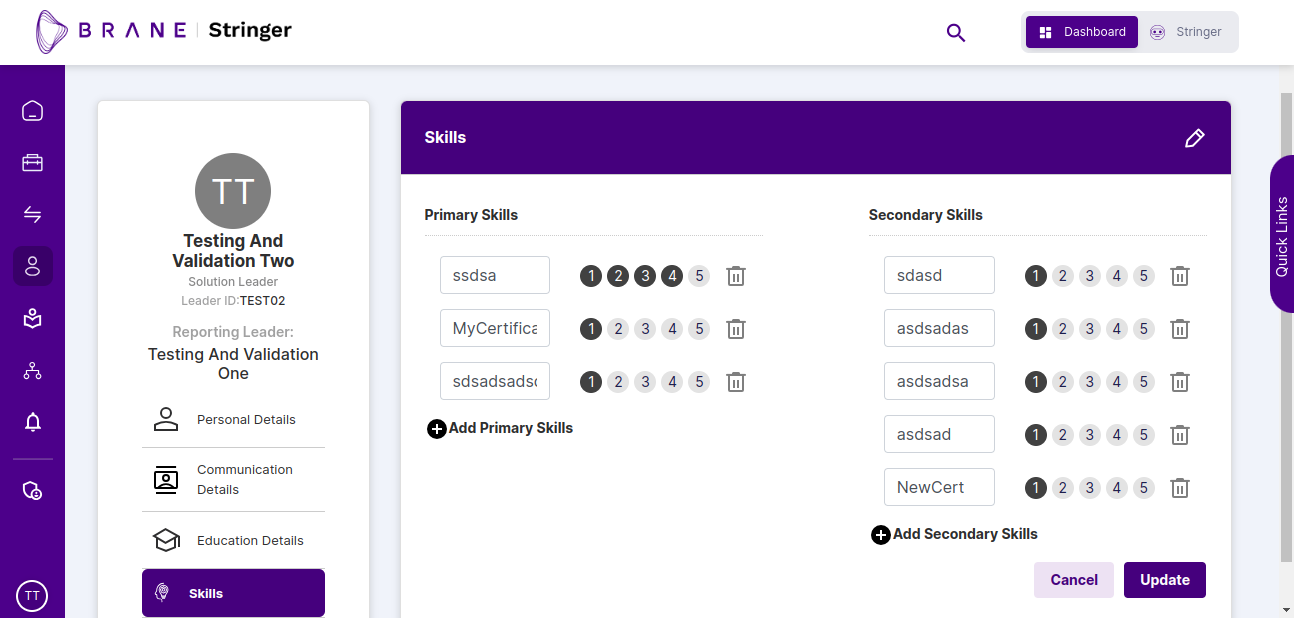 BRANE | Stringer
Dashboard
Stringer
TT
Testing And
Validation Two
Solution Leader
Leader ID:TEST02
Reporting Leader:
Testing And Validation
One
Personal Details
Communication
Details
Education Details
Skills
TT
Skills
Primary Skills
ssdsa 1 2 3 4 5
MyCertifica 1 2 3 4 5
sdsadsadsc 1 2 3 4 5
Add Primary Skills
Secondary Skills
sdasd 1 2 3 4 5
asdsadas 1 2 3 4 5
asdsadsa 1 2 3 4 5
asdsad 1 2 3 4 5
NewCert 1 2 3 4 5
Add Secondary Skills
Cancel
Update
Quick Links